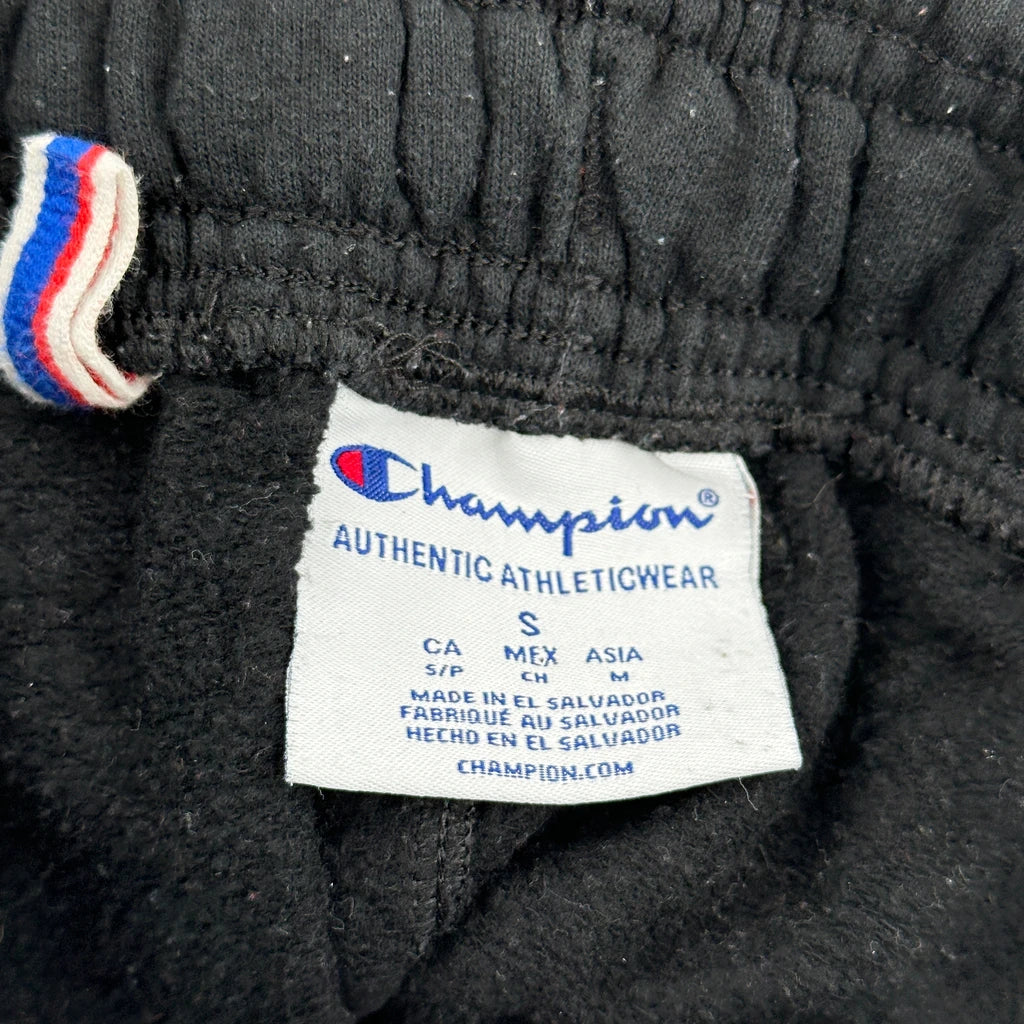 Champion®
AUTHENTIC ATHLETICWEAR
S
CA MEX ASIA
S/P CH M
MADE IN EL SALVADOR
FABRIQUÉ AU SALVADOR
HECHO EN EL SALVADOR
CHAMPION.COM